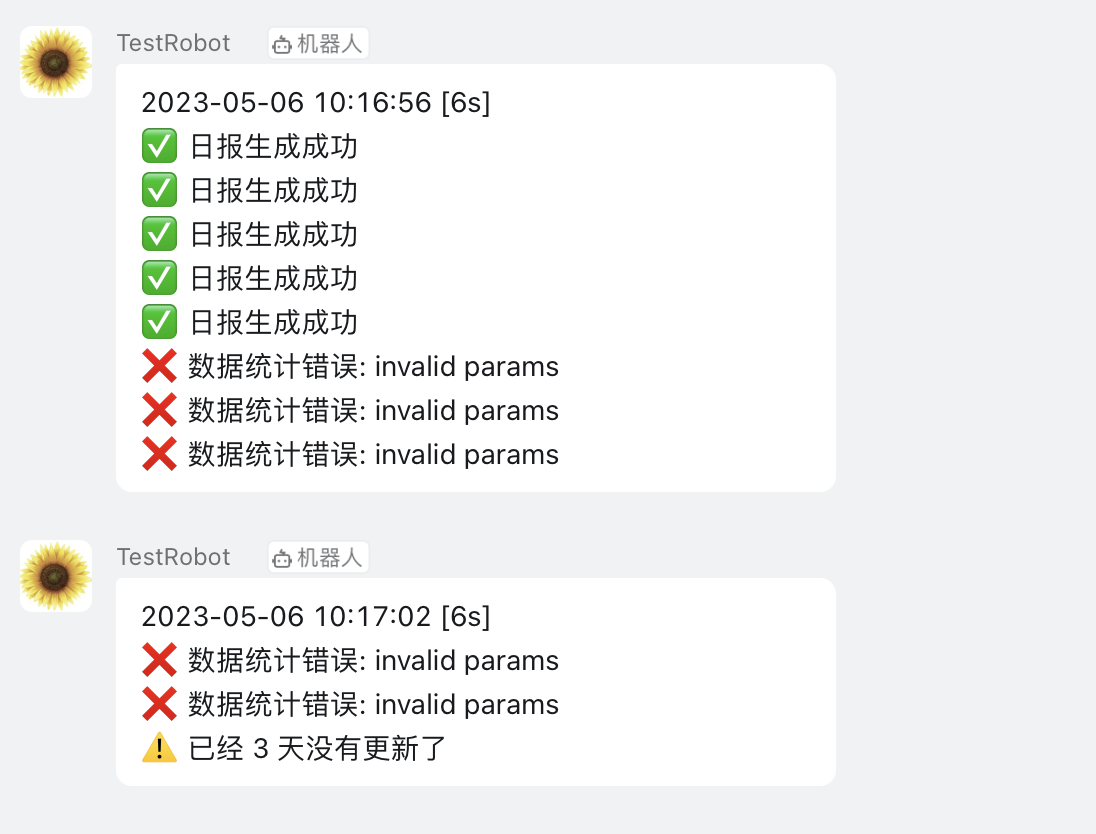 TestRobot 机器人
2023-05-06 10:16:56 [6s]
✅ 日报生成成功
✅ 日报生成成功
✅ 日报生成成功
✅ 日报生成成功
✅ 日报生成成功
❌ 数据统计错误: invalid params
❌ 数据统计错误: invalid params
❌ 数据统计错误: invalid params
TestRobot 机器人
2023-05-06 10:17:02 [6s]
❌ 数据统计错误: invalid params
❌ 数据统计错误: invalid params
⚠️ 已经 3 天没有更新了